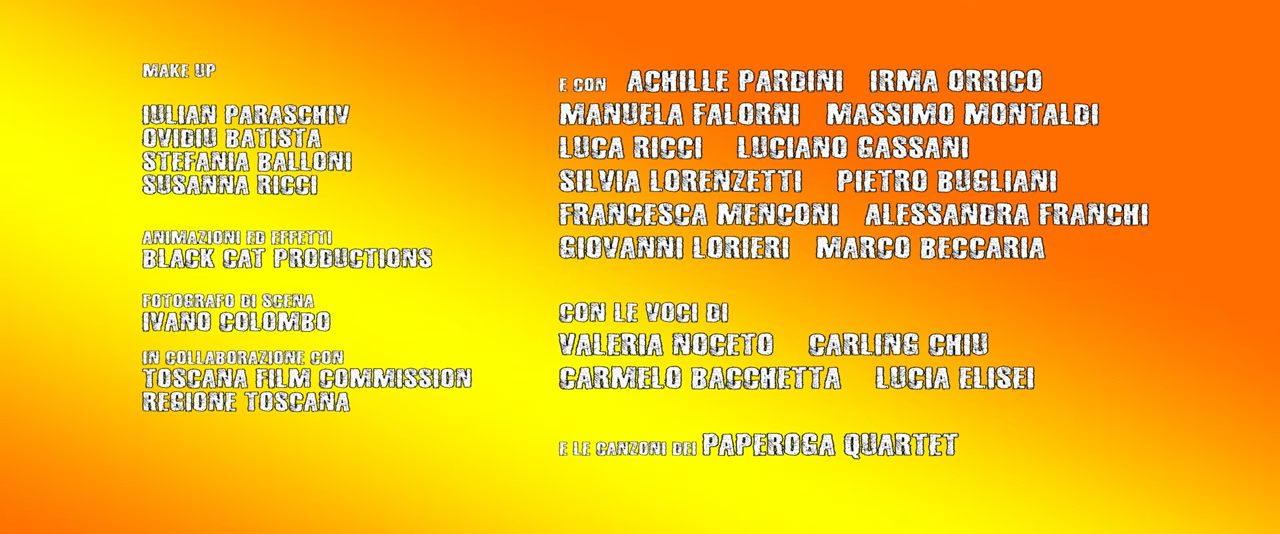 MAKE UP
IULIAN PARASCHIV
OVIDIU BATISTA
STEFANIA BALLONI
SUSANNA RICCI
ANIMAZIONI ED EFFETTI
BLACK CAT PRODUCTIONS
FOTOGRAFO DI SCENA
IVANO COLOMBO
IN COLLABORAZIONE CON
TOSCANA FILM COMMISSION
REGIONE TOSCANA
E CON ACHILLE PARDINI IRMA ORRICO
MANUELA FALORNI MASSIMO MONTALDI
LUCA RICCI LUCIANO GASSANI
SILVIA LORENZETTI PIETRO BUGLIANI
FRANCESCA MENCONI ALESSANDRA FRANCHI
GIOVANNI LORIERI MARCO BECCARIA
CON LE VOCI DI
VALERIA NOCETO CARLING CHIU
CARMELO BACCHETTA LUCIA ELISEI
E LE CANZONI DEI PAPEROGA QUARTET